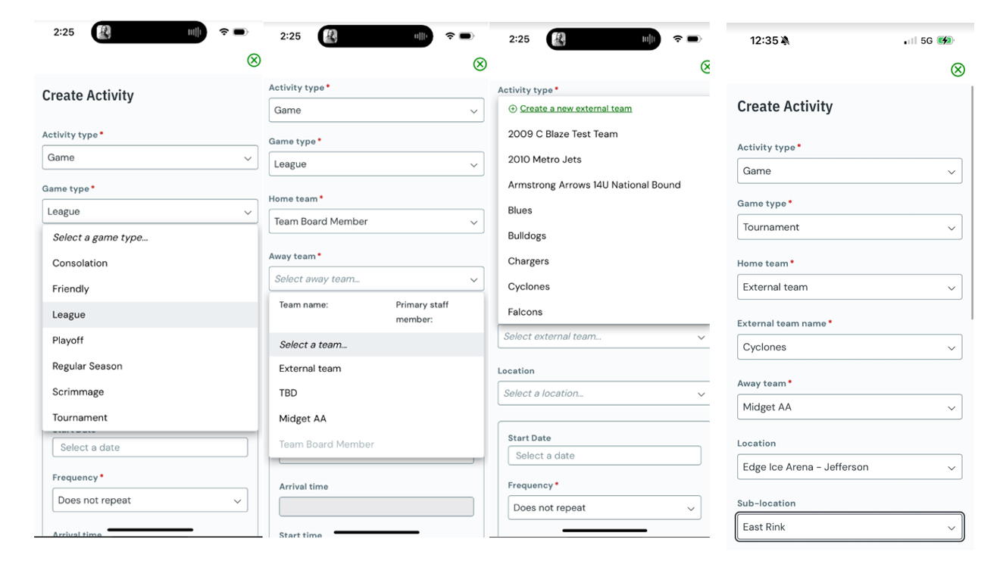 2:25
Create Activity
Activity type *
Game
Game type *
League
Select a game type...
Consolation
Friendly
League
Playoff
Regular Season
Scrimmage
Tournament
Start Date
Select a date
Frequency *
Does not repeat
Arrival time
2:25
Activity type *
Game
Game type *
League
Home team *
Team Board Member
Away team *
Select away team...
Team name: Primary staff
member:
Select a team...
External team
TBD
Midget AA
Team Board Member
Arrival time
Start time
2:25
Activity type *
Create a new external team
2009 C Blaze Test Team
2010 Metro Jets
Armstrong Arrows 14U National Bound
Blues
Bulldogs
Chargers
Cyclones
Falcons
Select external team...
Location
Select a location...
Start Date
Select a date
Frequency *
Does not repeat
12:35 5G
Create Activity
Activity type *
Game
Game type *
Tournament
Home team *
External team
External team name *
Cyclones
Away team *
Midget AA
Location
Edge Ice Arena - Jefferson
Sub-location
East Rink